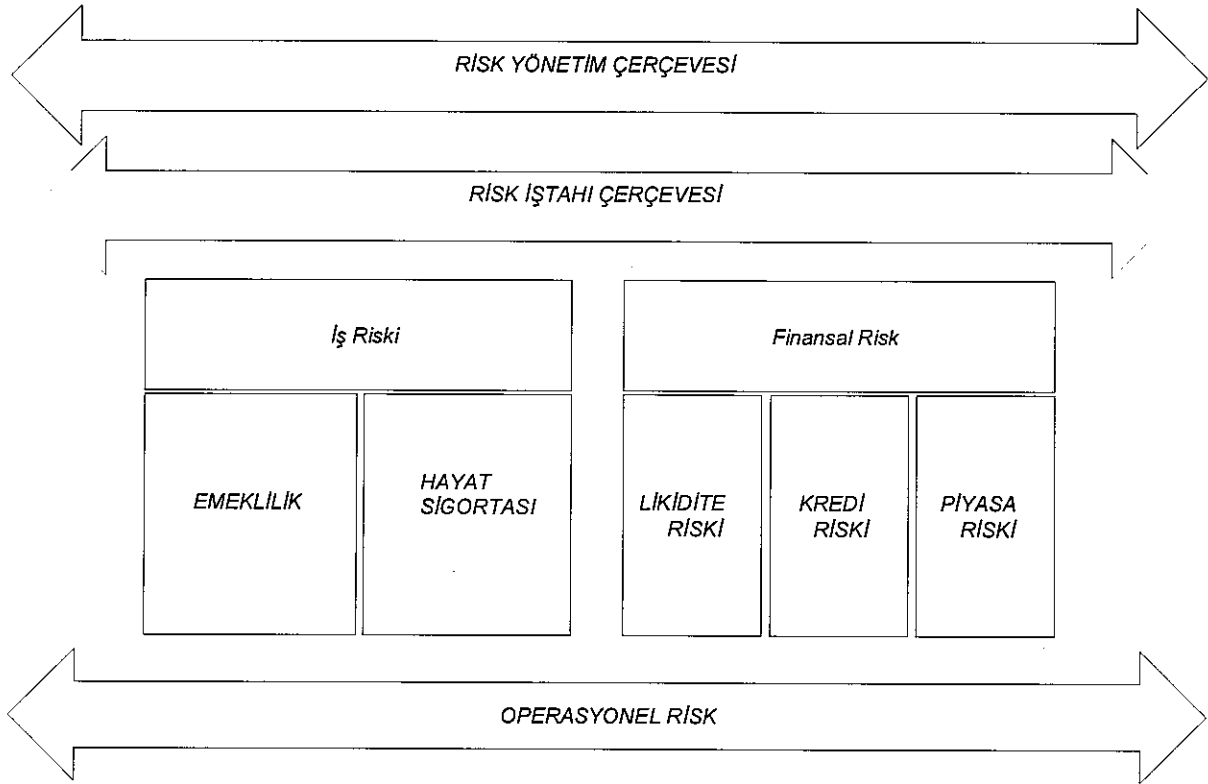 RİSK YÖNETİM ÇERÇEVESİ
RİSK İŞTAHI ÇERÇEVESİ
İş Riski
Finansal Risk
EMEKLİLİK
HAYAT
SİGORTASI
LİKİDİTE
RİSKİ
KREDİ
RİSKİ
PİYASA
RİSKİ
OPERASYONEL RİSK